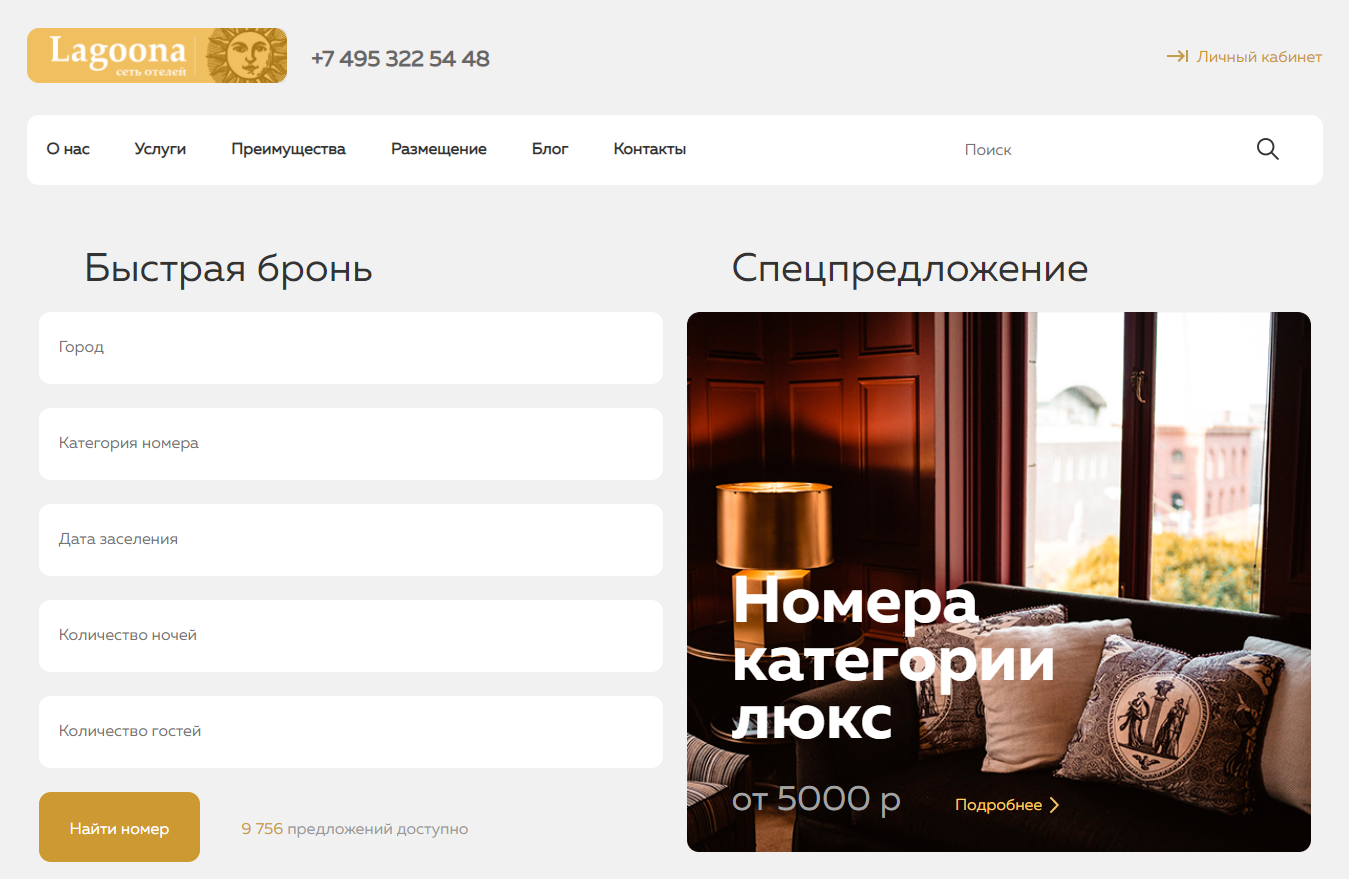 Lagoona
сеть отелей
+7 495 322 54 48
Личный кабинет
О нас
Услуги
Преимущества
Размещение
Блог
Контакты
Поиск
Быстрая бронь
Город
Категория номера
Дата заселения
Количество ночей
Количество гостей
Найти номер
9 756 предложений доступно
Спецпредложение
Номера
категории
люкс
от 5000 р
Подробнее